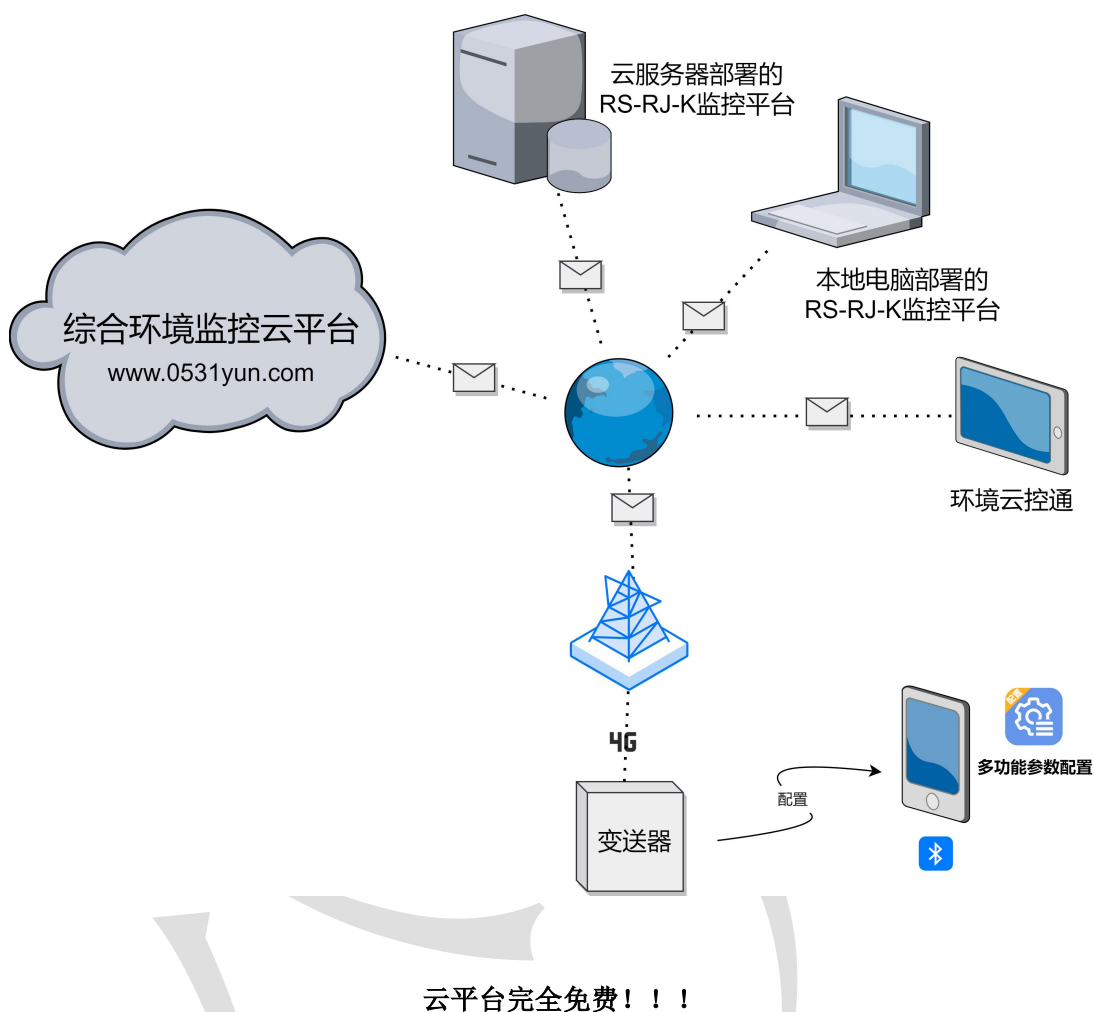 云服务器部署的
RS-RJ-K监控平台
本地电脑部署的
RS-RJ-K监控平台
综合环境监控云平台
www.0531yun.com
环境云控通
4G
配置
多功能参数配置
配置
变送器
云平台完全免费！！！